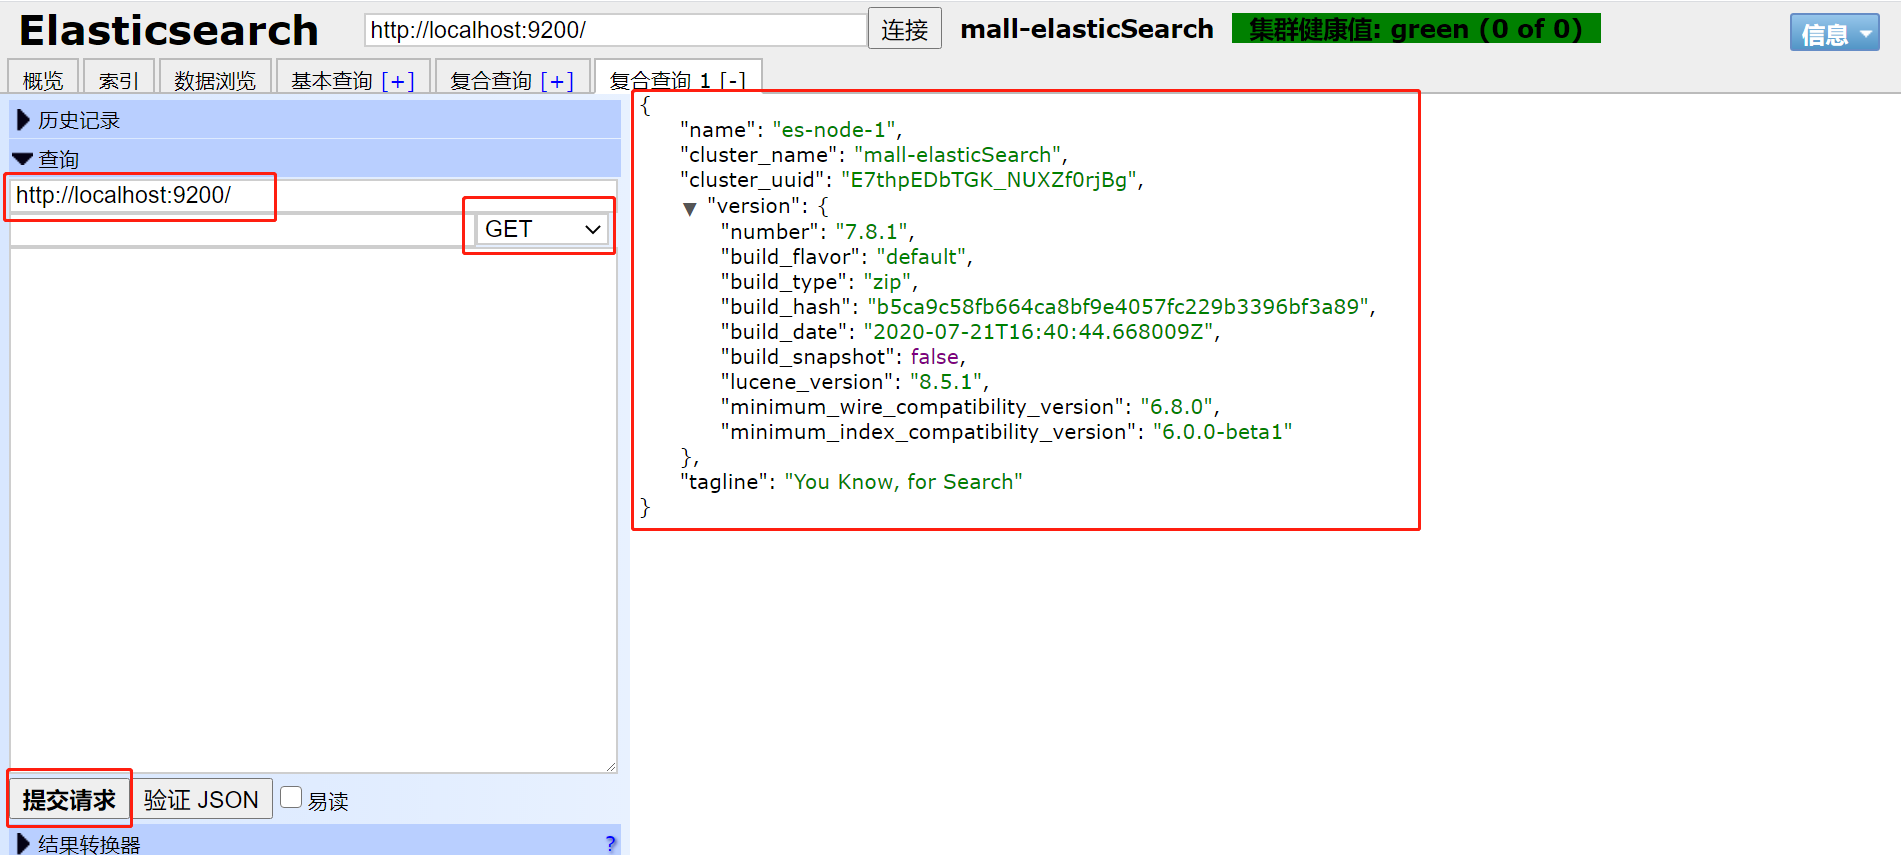 Elasticsearch http://localhost:9200/ 连接 mall-elasticSearch 集群健康值: green (0 of 0) 信息
概览 索引 数据浏览 基本查询 [+] 复合查询 [+] 复合查询 1 [-]
历史记录
查询
http://localhost:9200/
GET
提交请求 验证 JSON 易读
结果转换器 ?
{
"name": "es-node-1",
"cluster_name": "mall-elasticSearch",
"cluster_uuid": "E7thpEDbTGK_NUXZf0rjBg",
"version": {
"number": "7.8.1",
"build_flavor": "default",
"build_type": "zip",
"build_hash": "b5ca9c58fb664ca8bf9e4057fc229b3396bf3a89",
"build_date": "2020-07-21T16:40:44.668009Z",
"build_snapshot": false,
"lucene_version": "8.5.1",
"minimum_wire_compatibility_version": "6.8.0",
"minimum_index_compatibility_version": "6.0.0-beta1"
},
"tagline": "You Know, for Search"
}